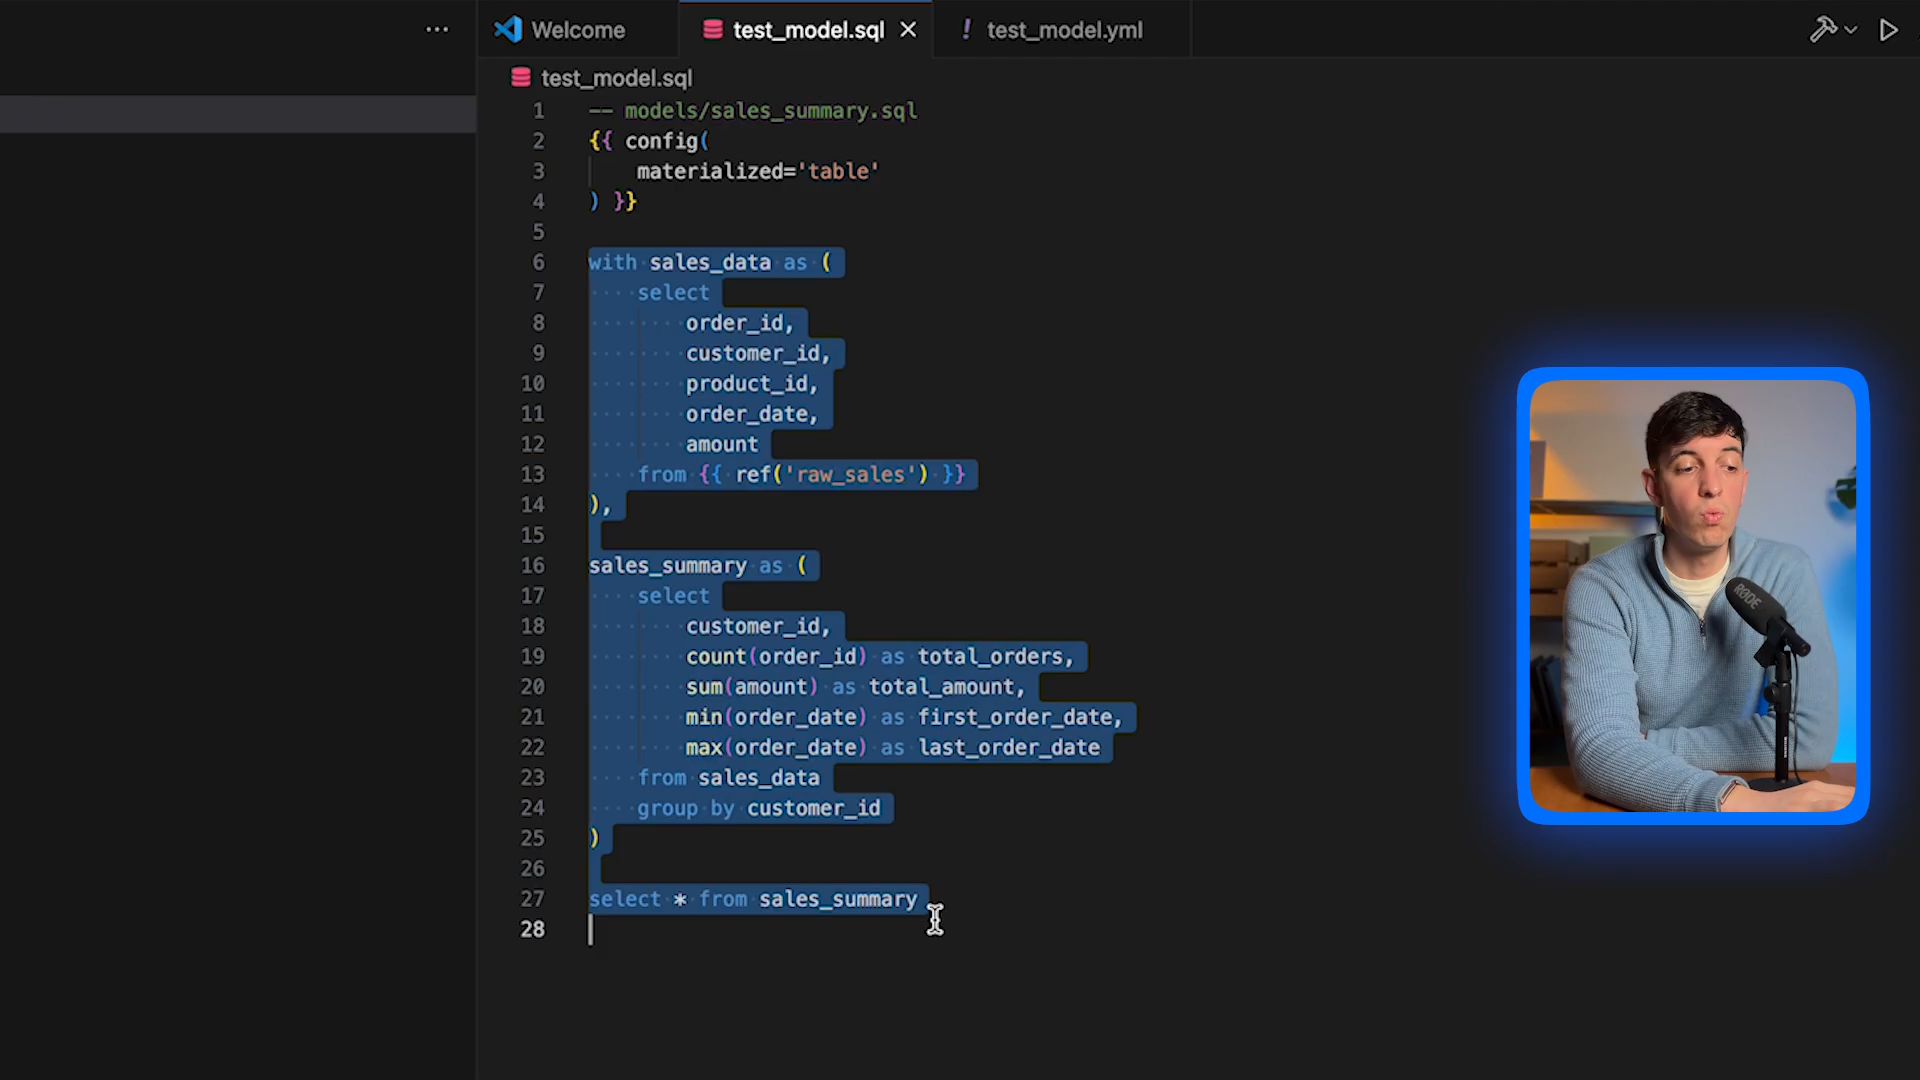 Welcome
test_model.sql
! test_model.yml
test_model.sql
1 -- models/sales_summary.sql
2 {{ config(
3 materialized='table'
4 ) }}
5
6 with sales_data as (
7 select
8 order_id,
9 customer_id,
10 product_id,
11 order_date,
12 amount
13 from {{ ref('raw_sales') }}
14 ),
15
16 sales_summary as (
17 select
18 customer_id,
19 count(order_id) as total_orders,
20 sum(amount) as total_amount,
21 min(order_date) as first_order_date,
22 max(order_date) as last_order_date
23 from sales_data
24 group by customer_id
25 )
26
27 select * from sales_summary
28
RØDE